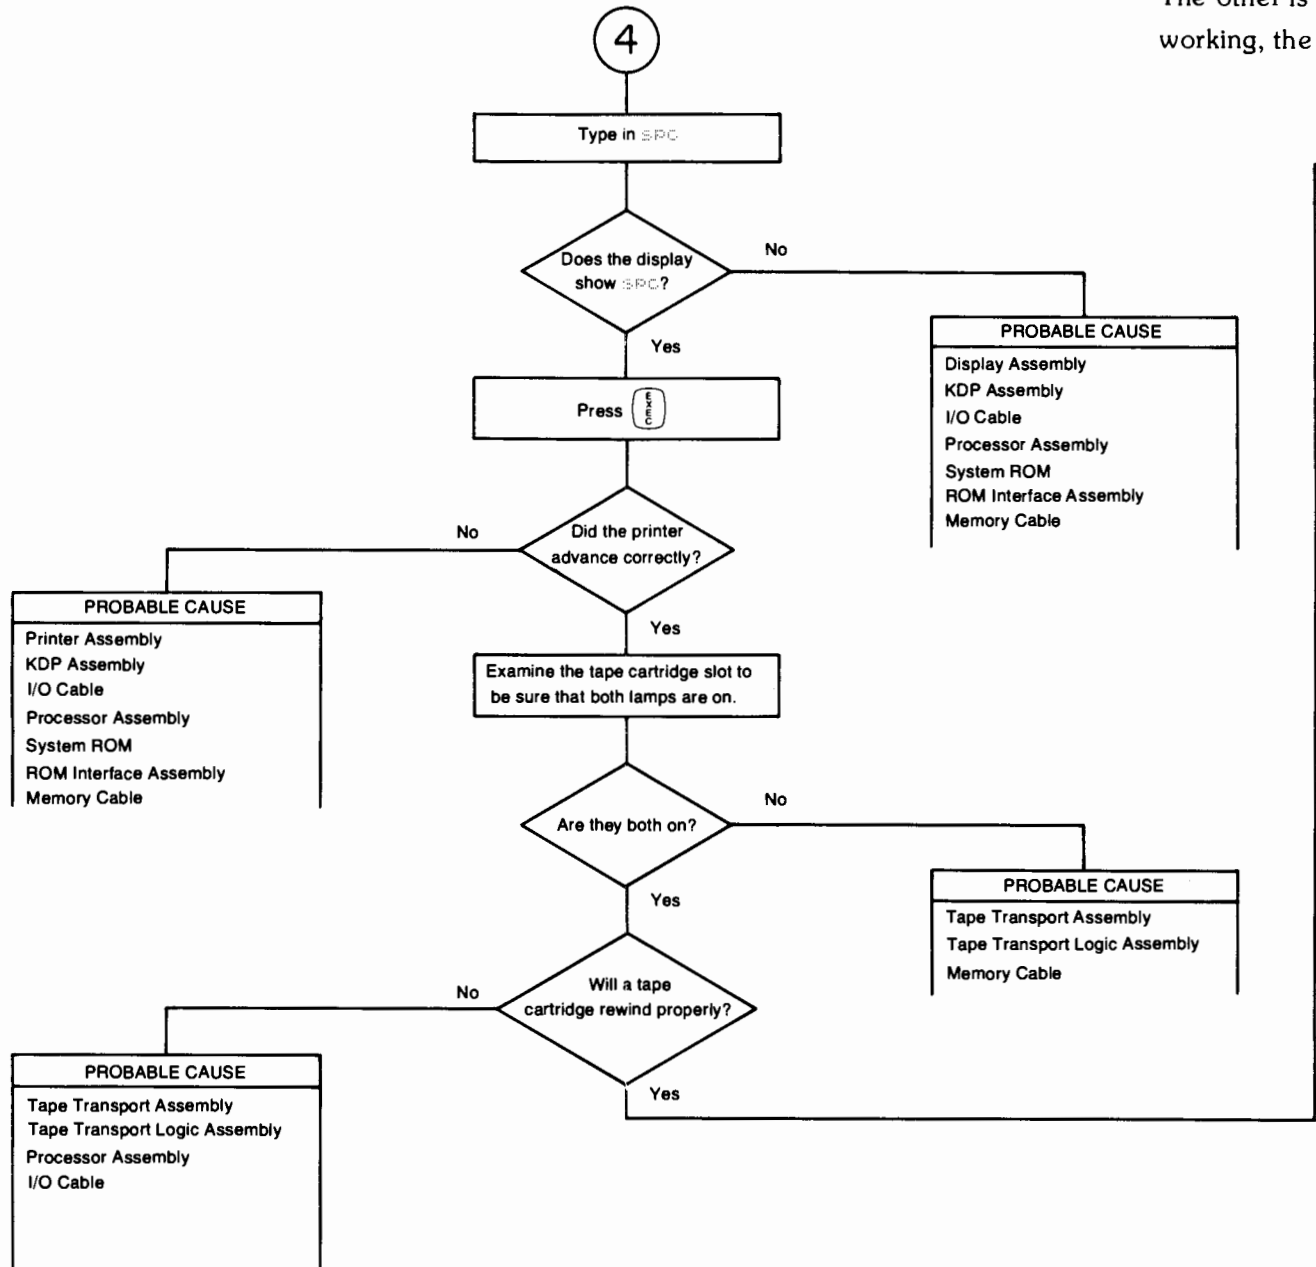 The other is
working, the
4
Type in SPC
Does the display
show SPC?
No
Yes
PROBABLE CAUSE
Display Assembly
KDP Assembly
I/O Cable
Processor Assembly
System ROM
ROM Interface Assembly
Memory Cable
Press EXEC
Did the printer
advance correctly?
No
Yes
PROBABLE CAUSE
Printer Assembly
KDP Assembly
I/O Cable
Processor Assembly
System ROM
ROM Interface Assembly
Memory Cable
Examine the tape cartridge slot to
be sure that both lamps are on.
Are they both on?
No
Yes
PROBABLE CAUSE
Tape Transport Assembly
Tape Transport Logic Assembly
Memory Cable
Will a tape
cartridge rewind properly?
No
Yes
PROBABLE CAUSE
Tape Transport Assembly
Tape Transport Logic Assembly
Processor Assembly
I/O Cable